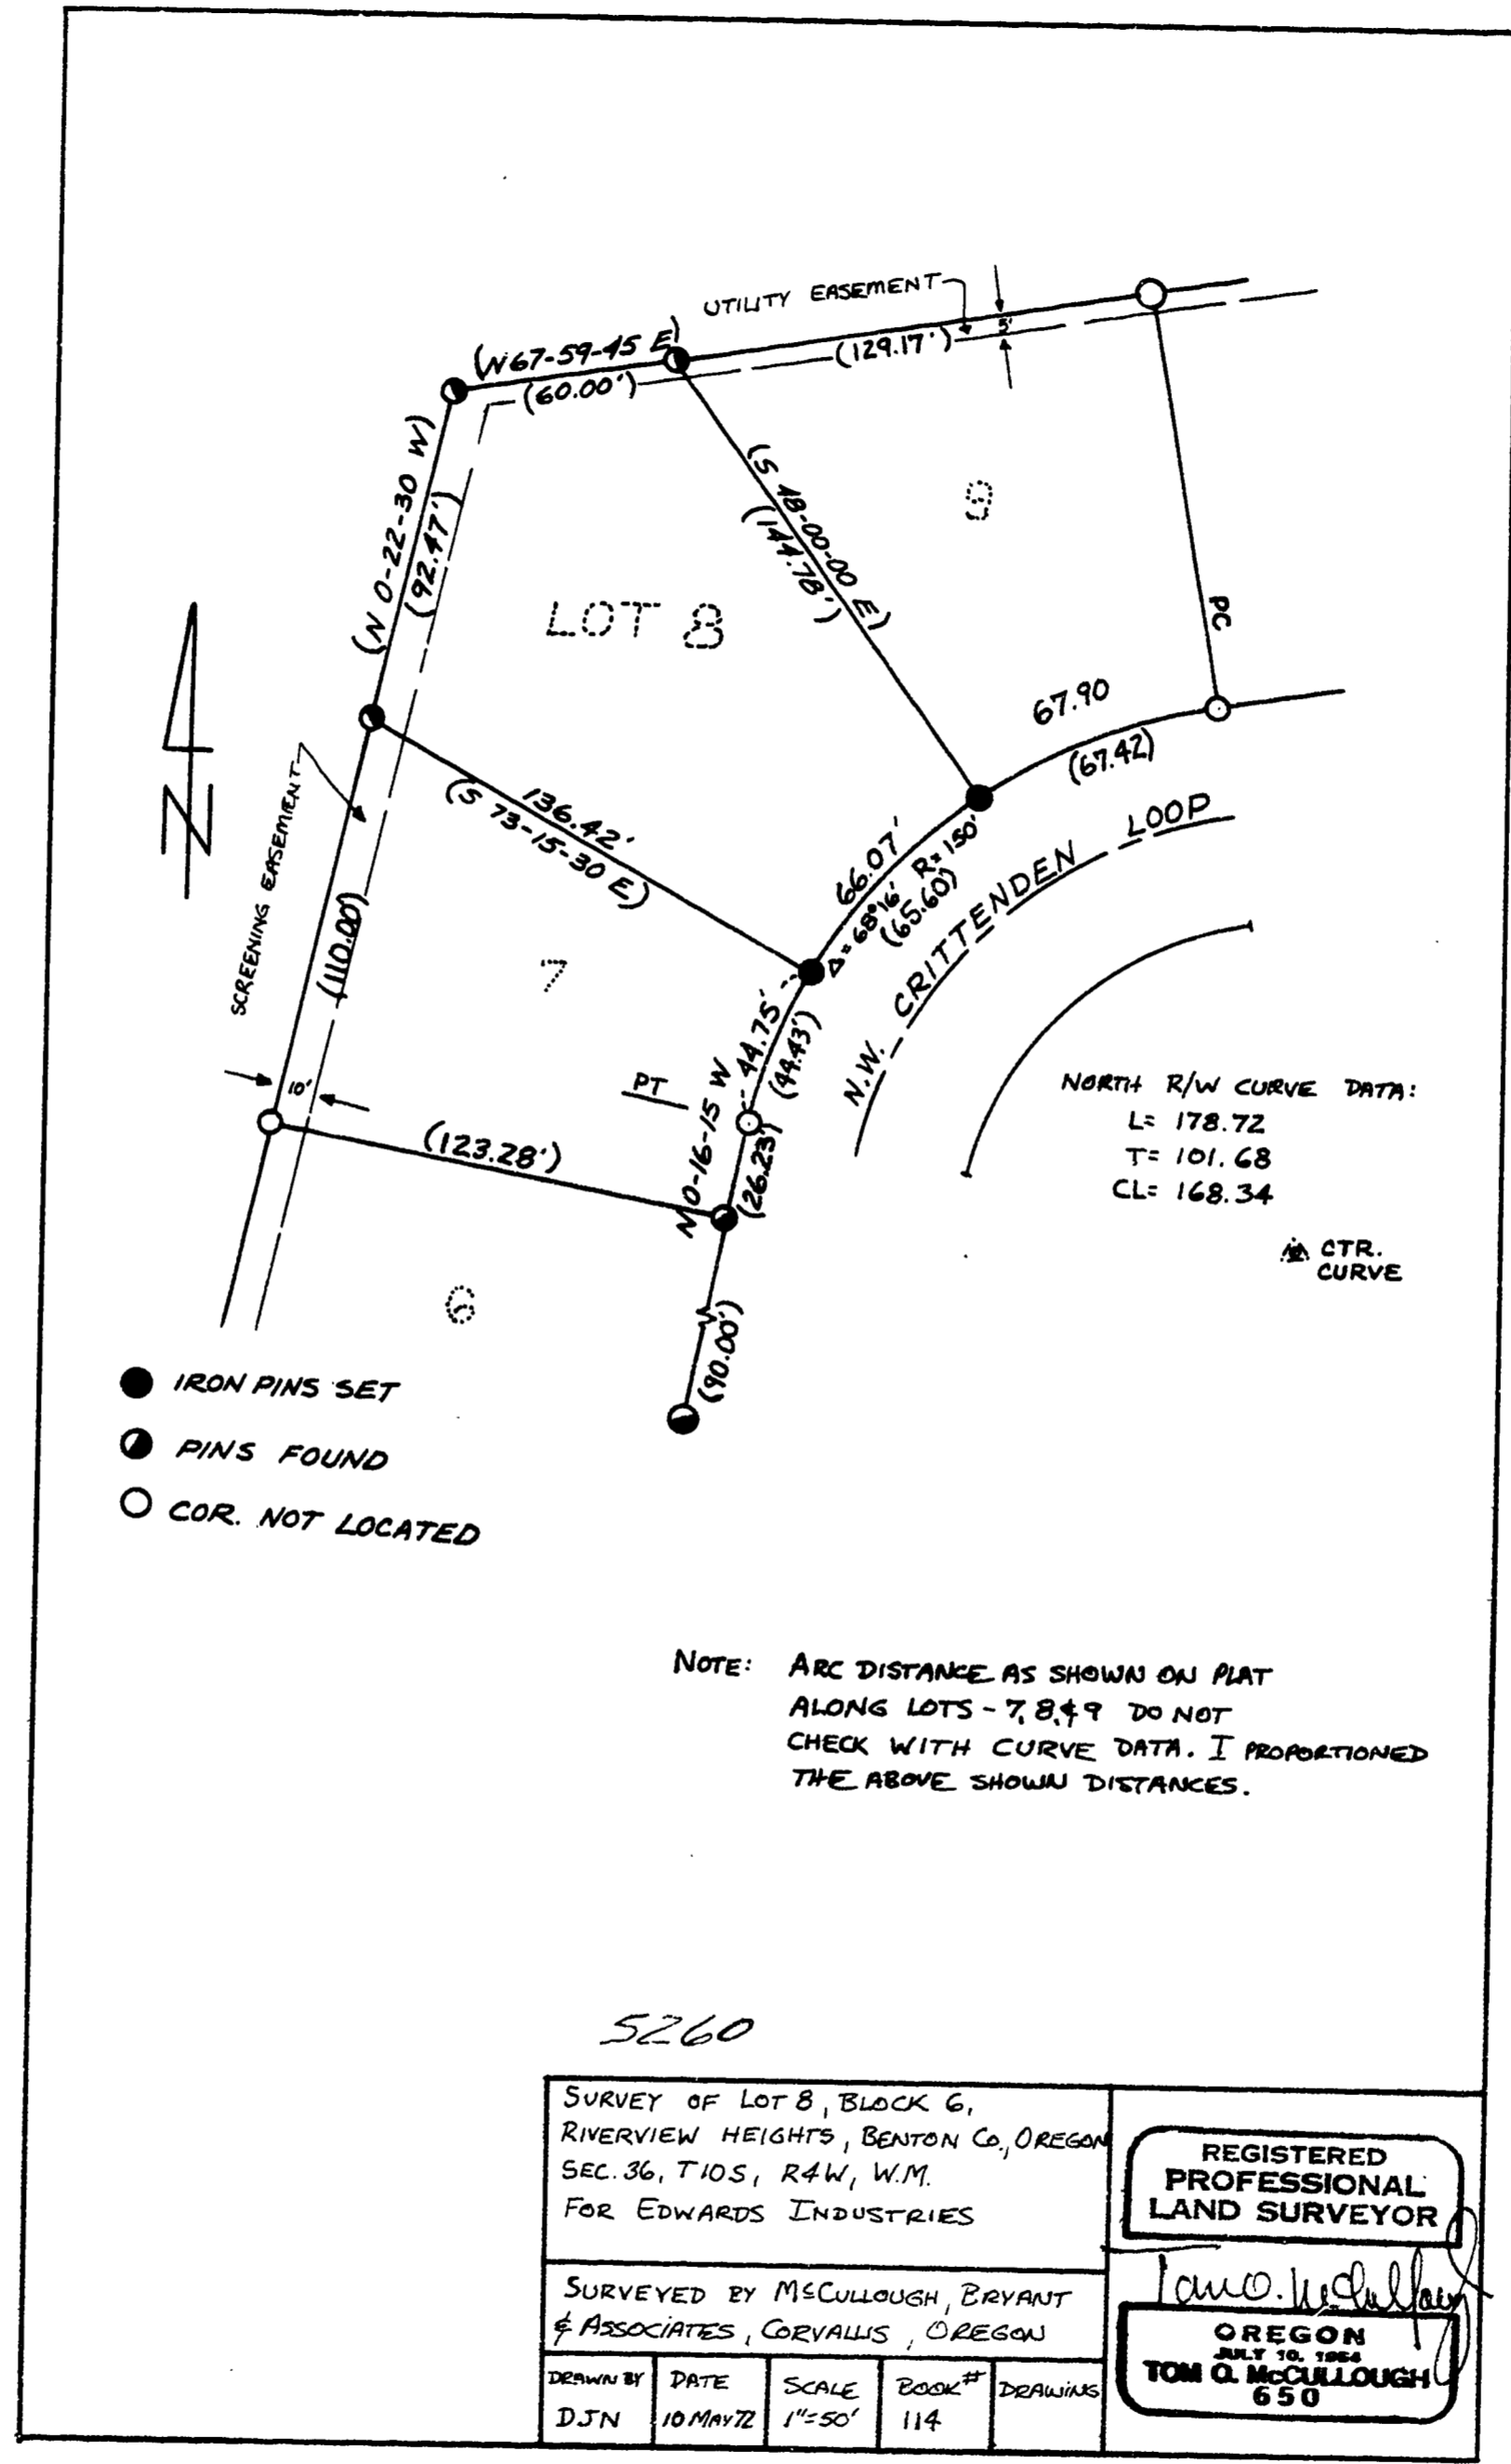 UTILITY EASEMENT
5'
(N67-59-45 E)
(60.00')
(129.17')
(N 0-22-30 W)
(92.47')
(S 48-00-00 E)
(144.78')
9
LOT 8
PC
N
67.90
(67.42)
136.42'
(S 73-15-30 E)
SCREENING EASEMENT
66.07'
Δ=68°16' R=150'
(65.60)
N.W. CRITTENDEN LOOP
(110.00)
7
44.75'
(44.43')
10'
PT
N 0-16-15 W
(26.23')
(123.28')
NORTH R/W CURVE DATA:
L= 178.72
T= 101.68
CL= 168.34
CTR.
CURVE
6
(90.00')
IRON PINS SET
PINS FOUND
COR. NOT LOCATED
NOTE: ARC DISTANCE AS SHOWN ON PLAT
ALONG LOTS - 7, 8, & 9 DO NOT
CHECK WITH CURVE DATA. I PROPORTIONED
THE ABOVE SHOWN DISTANCES.
5260
SURVEY OF LOT 8, BLOCK 6,
RIVERVIEW HEIGHTS, BENTON CO., OREGON
SEC. 36, T10S, R4W, W.M.
FOR EDWARDS INDUSTRIES
SURVEYED BY McCULLOUGH, BRYANT
& ASSOCIATES, CORVALLIS, OREGON
DRAWN BY
DJN
DATE
10 MAY 72
SCALE
1"=50'
BOOK#
114
DRAWING
REGISTERED
PROFESSIONAL
LAND SURVEYOR
Tom O. McCullough
OREGON
JULY 10, 1964
TOM O. McCULLOUGH
650